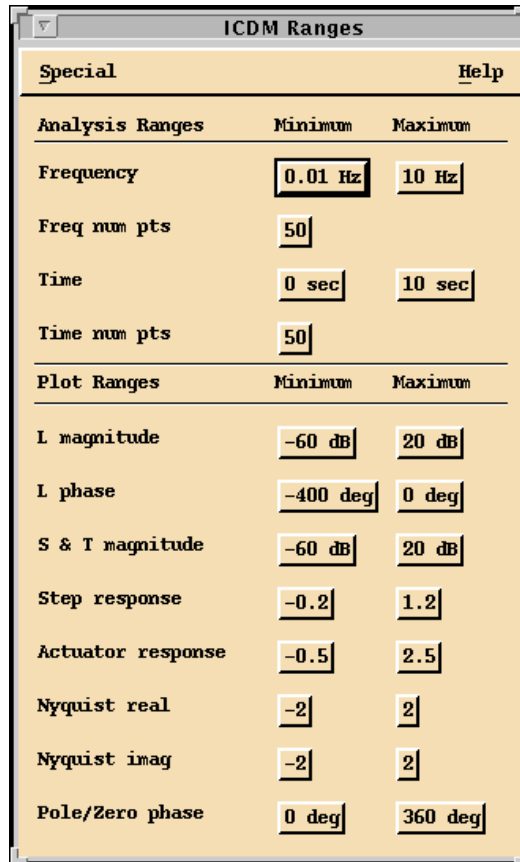 ICDM Ranges
Special Help
Analysis Ranges Minimum Maximum
Frequency 0.01 Hz 10 Hz
Freq num pts 50
Time 0 sec 10 sec
Time num pts 50
Plot Ranges Minimum Maximum
L magnitude -60 dB 20 dB
L phase -400 deg 0 deg
S & T magnitude -60 dB 20 dB
Step response -0.2 1.2
Actuator response -0.5 2.5
Nyquist real -2 2
Nyquist imag -2 2
Pole/Zero phase 0 deg 360 deg